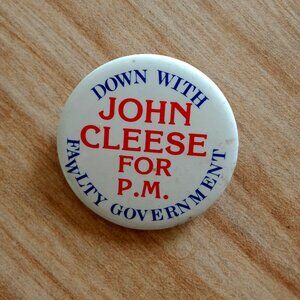 DOWN WITH
JOHN
CLEESE
FOR
P.M.
FAWLTY GOVERNMENT